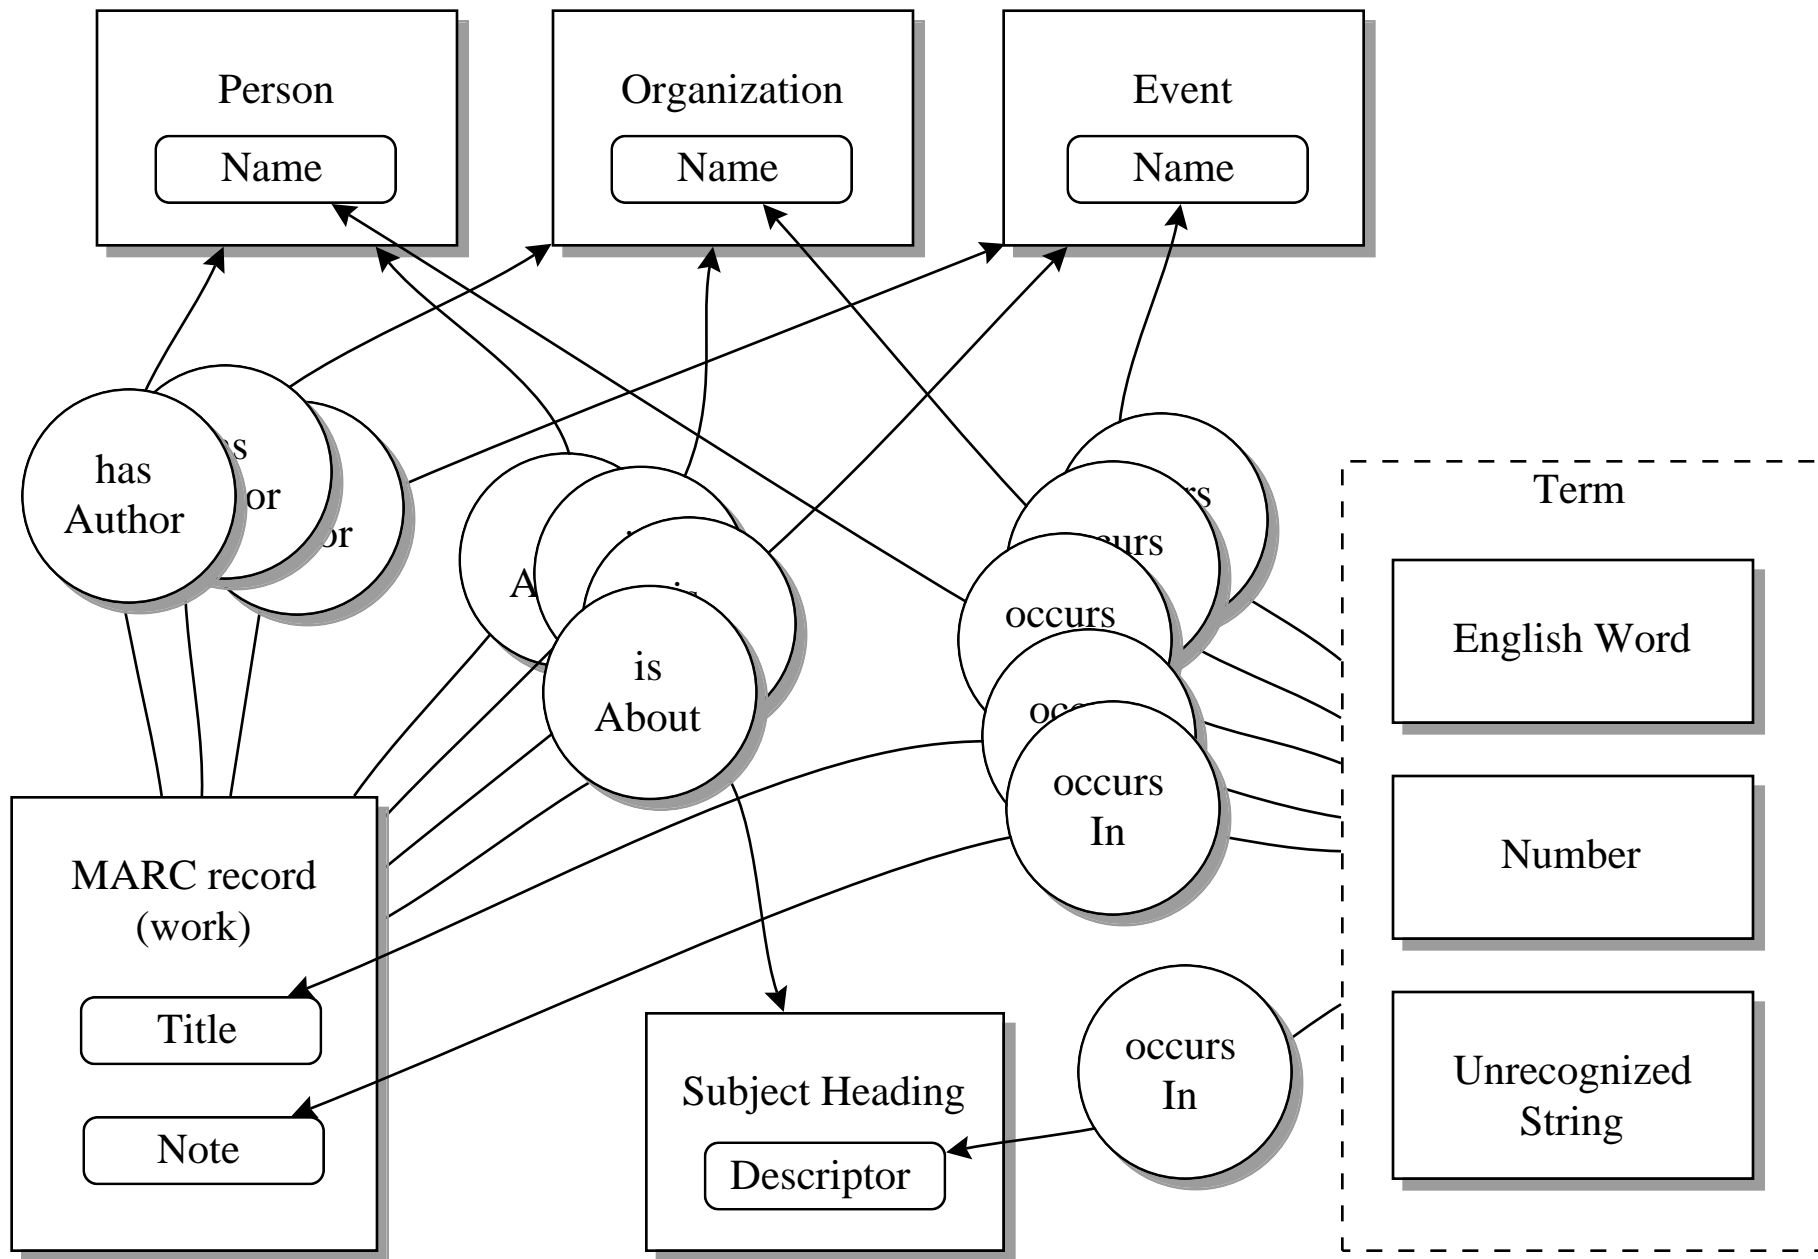 Person
Name
Organization
Name
Event
Name
has
Author
is
About
occurs
occurs
In
Term
English Word
Number
Unrecognized
String
MARC record
(work)
Title
Note
Subject Heading
Descriptor
occurs
In